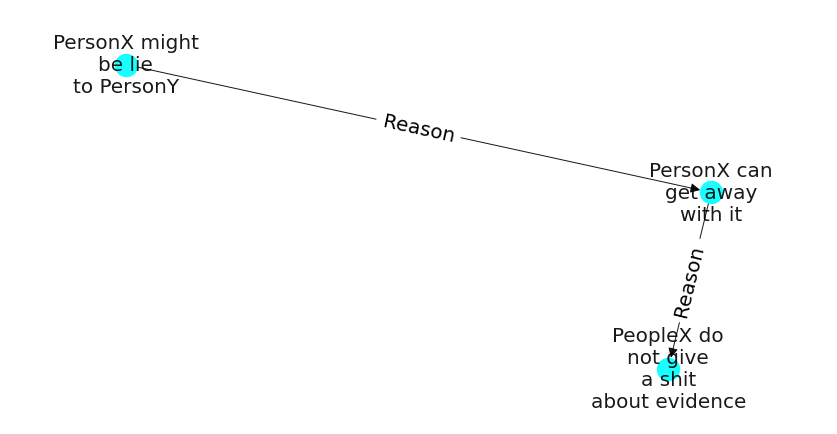 PersonX might
be lie
to PersonY
Reason
PersonX can
get away
with it
Reason
PeopleX do
not give
a shit
about evidence